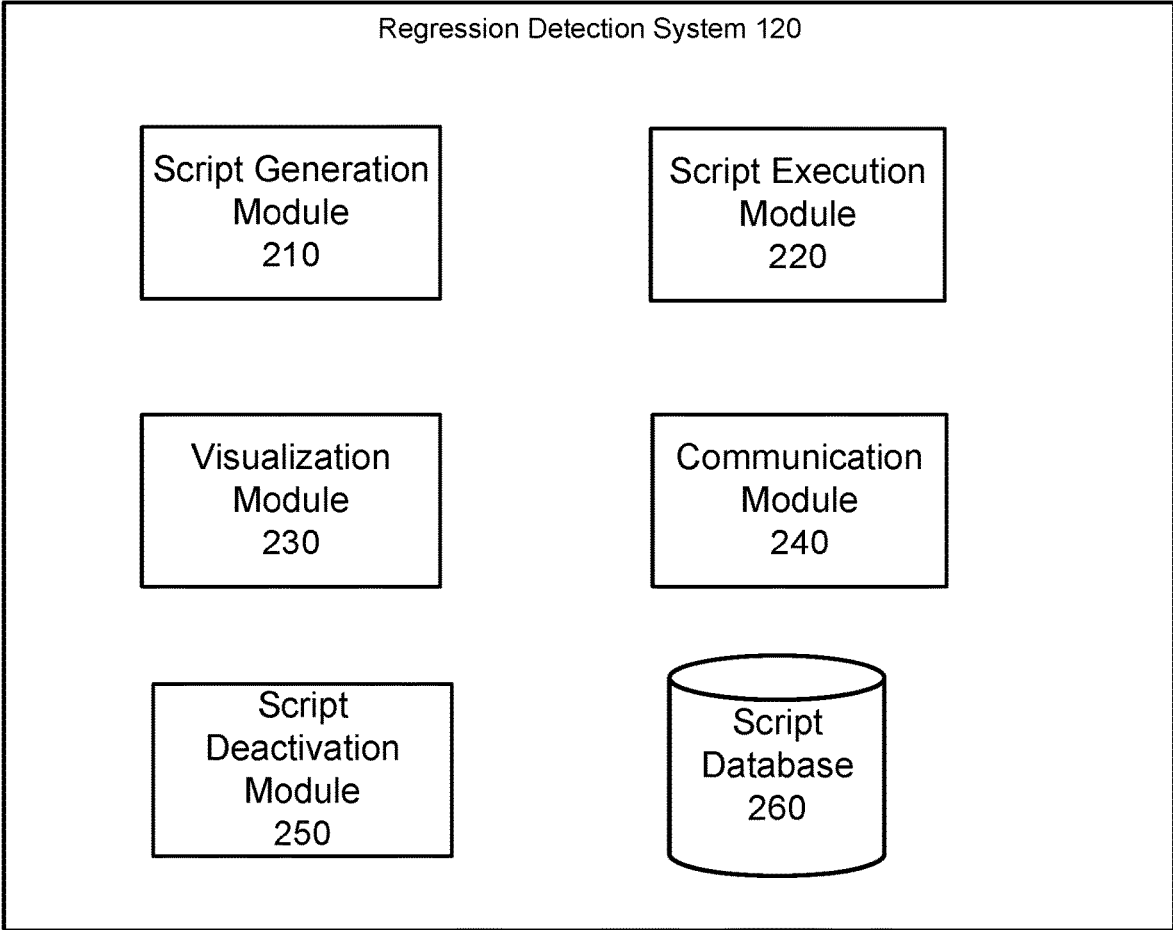 Regression Detection System 120
Script Generation
Module
210
Script Execution
Module
220
Visualization
Module
230
Communication
Module
240
Script
Deactivation
Module
250
Script
Database
260